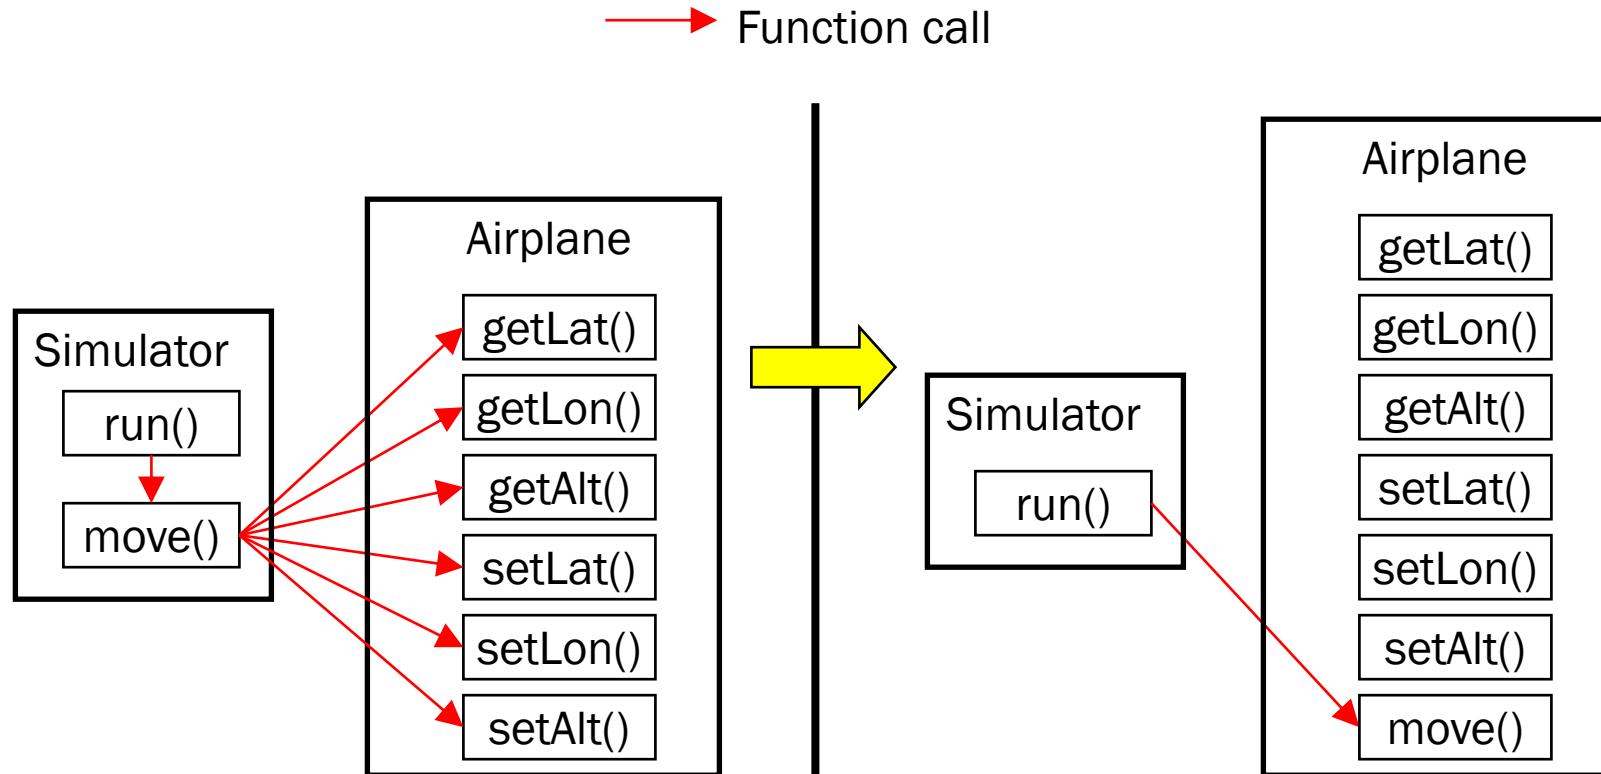 Function call
Simulator
run()
move()
Airplane
getLat()
getLon()
getAlt()
setLat()
setLon()
setAlt()
Simulator
run()
Airplane
getLat()
getLon()
getAlt()
setLat()
setLon()
setAlt()
move()